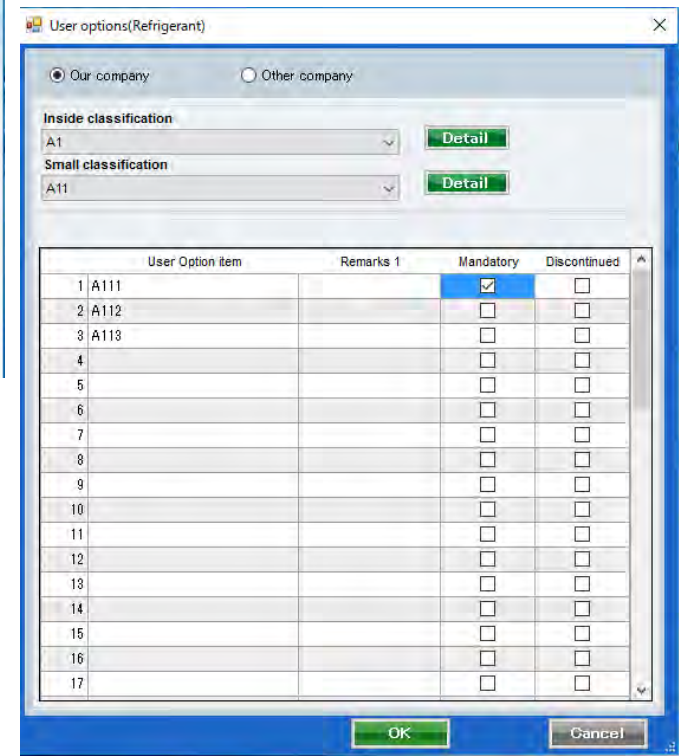 User options(Refrigerant)
Our company Other company
Inside classification
A1 Detail
Small classification
A11 Detail
User Option item Remarks 1 Mandatory Discontinued
1 A111
2 A112
3 A113
4
5
6
7
8
9
10
11
12
13
14
15
16
17
OK Cancel